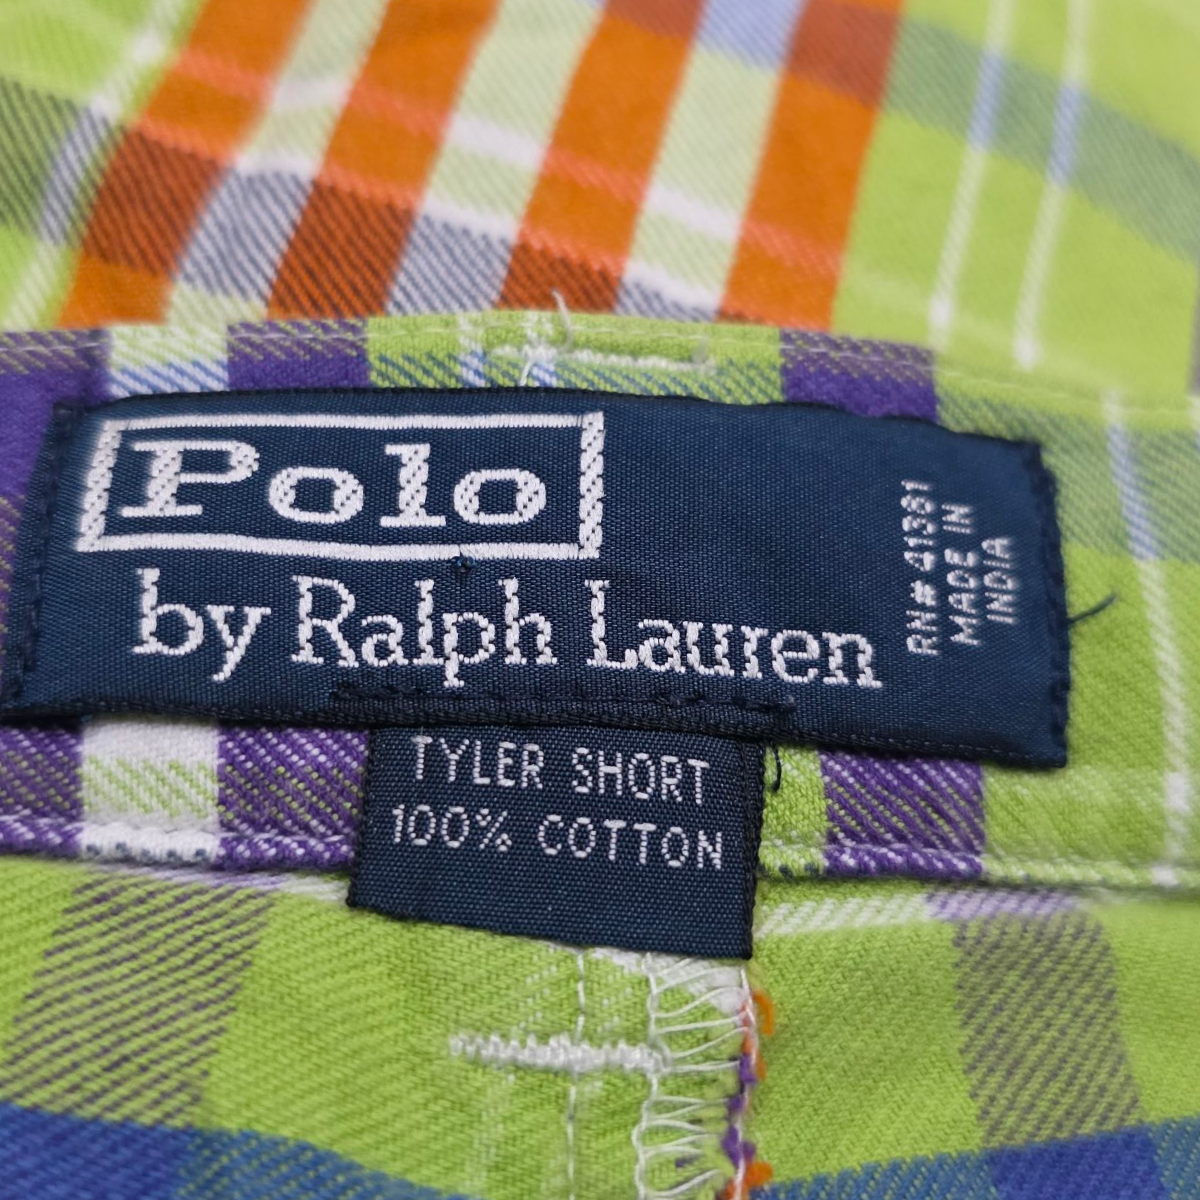 Polo
by Ralph Lauren
RN# 41381
MADE IN
INDIA
TYLER SHORT
100% COTTON